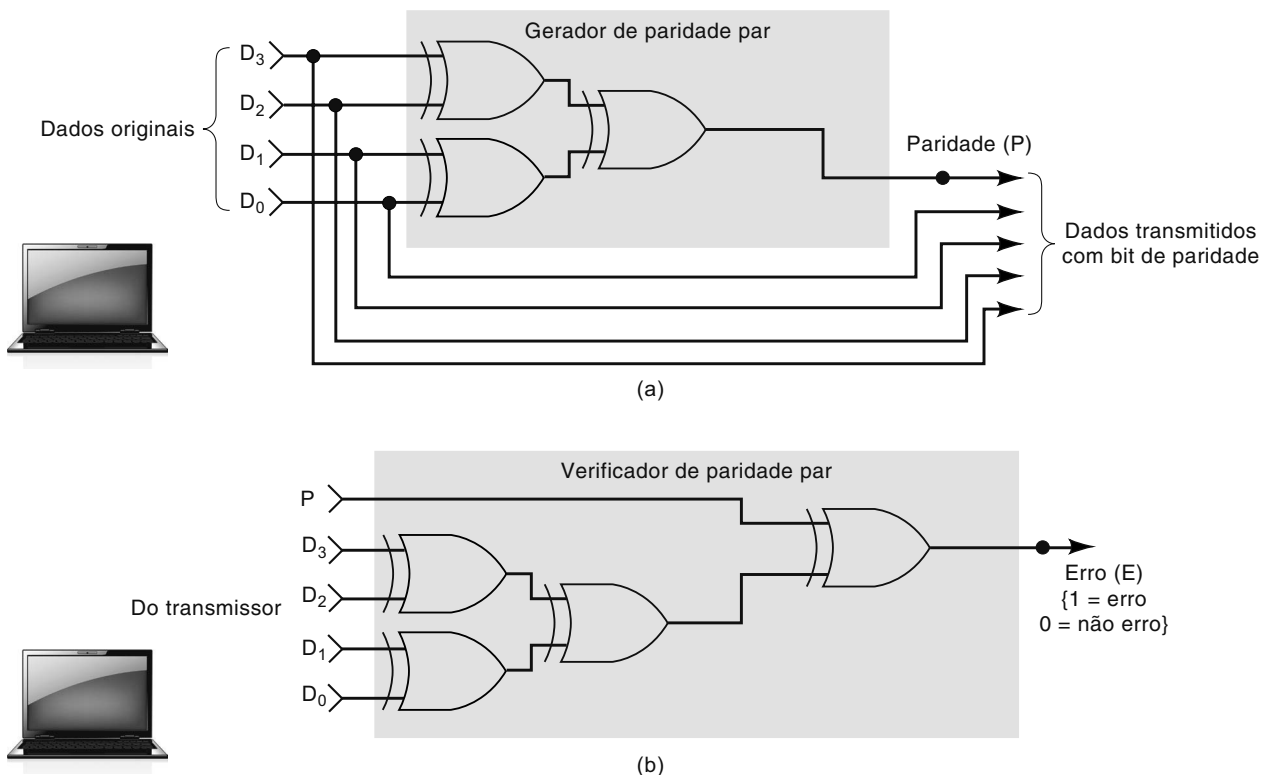 Gerador de paridade par
D3
D2
D1
D0
Dados originais
Paridade (P)
Dados transmitidos
com bit de paridade
(a)
Verificador de paridade par
P
D3
D2
D1
D0
Do transmissor
Erro (E)
{1 = erro
0 = não erro}
(b)